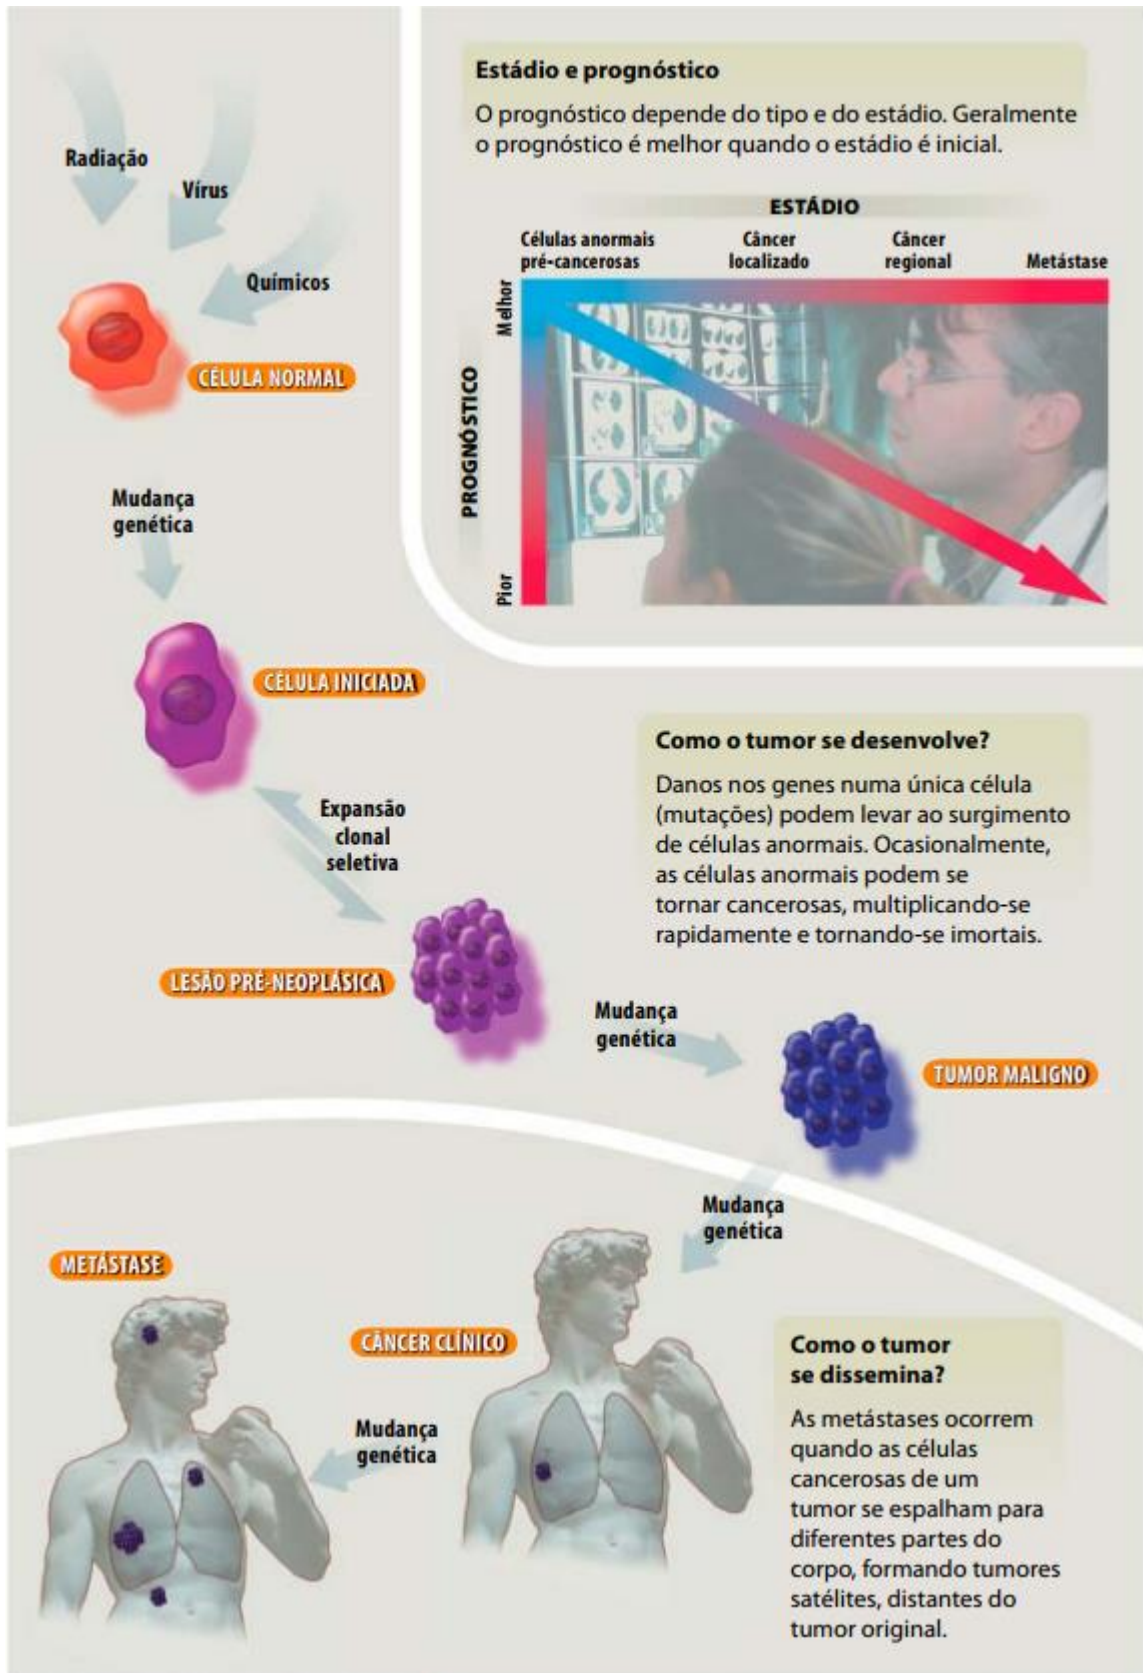 Radiação
Vírus
Químicos
CÉLULA NORMAL
Mudança
genética
CÉLULA INICIADA
Expansão
clonal
seletiva
LESÃO PRÉ-NEOPLÁSICA
Estádio e prognóstico
O prognóstico depende do tipo e do estádio. Geralmente
o prognóstico é melhor quando o estádio é inicial.
ESTÁDIO
Células anormais
pré-cancerosas
Câncer
localizado
Câncer
regional
Metástase
PROGNÓSTICO
Melhor
Pior
Como o tumor se desenvolve?
Danos nos genes numa única célula
(mutações) podem levar ao surgimento
de células anormais. Ocasionalmente,
as células anormais podem se
tornar cancerosas, multiplicando-se
rapidamente e tornando-se imortais.
Mudança
genética
TUMOR MALIGNO
Mudança
genética
CÂNCER CLÍNICO
Mudança
genética
METÁSTASE
Como o tumor
se dissemina?
As metástases ocorrem
quando as células
cancerosas de um
tumor se espalham para
diferentes partes do
corpo, formando tumores
satélites, distantes do
tumor original.